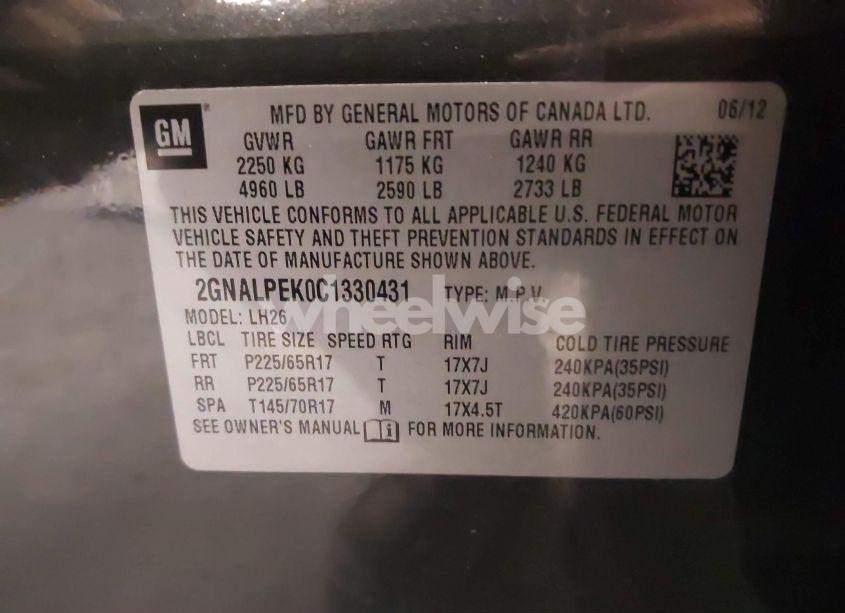 GM
MFD BY GENERAL MOTORS OF CANADA LTD. 06/12
GVWR GAWR FRT GAWR RR
2250 KG 1175 KG 1240 KG
4960 LB 2590 LB 2733 LB
THIS VEHICLE CONFORMS TO ALL APPLICABLE U.S. FEDERAL MOTOR
VEHICLE SAFETY AND THEFT PREVENTION STANDARDS IN EFFECT ON
THE DATE OF MANUFACTURE SHOWN ABOVE.
2GNALPEK0C1330431 TYPE: M.P.V.
MODEL: LH26
wheelwise
LBCL TIRE SIZE SPEED RTG RIM COLD TIRE PRESSURE
FRT P225/65R17 T 17X7J 240KPA(35PSI)
RR P225/65R17 T 17X7J 240KPA(35PSI)
SPA T145/70R17 M 17X4.5T 420KPA(60PSI)
SEE OWNER'S MANUAL i FOR MORE INFORMATION.